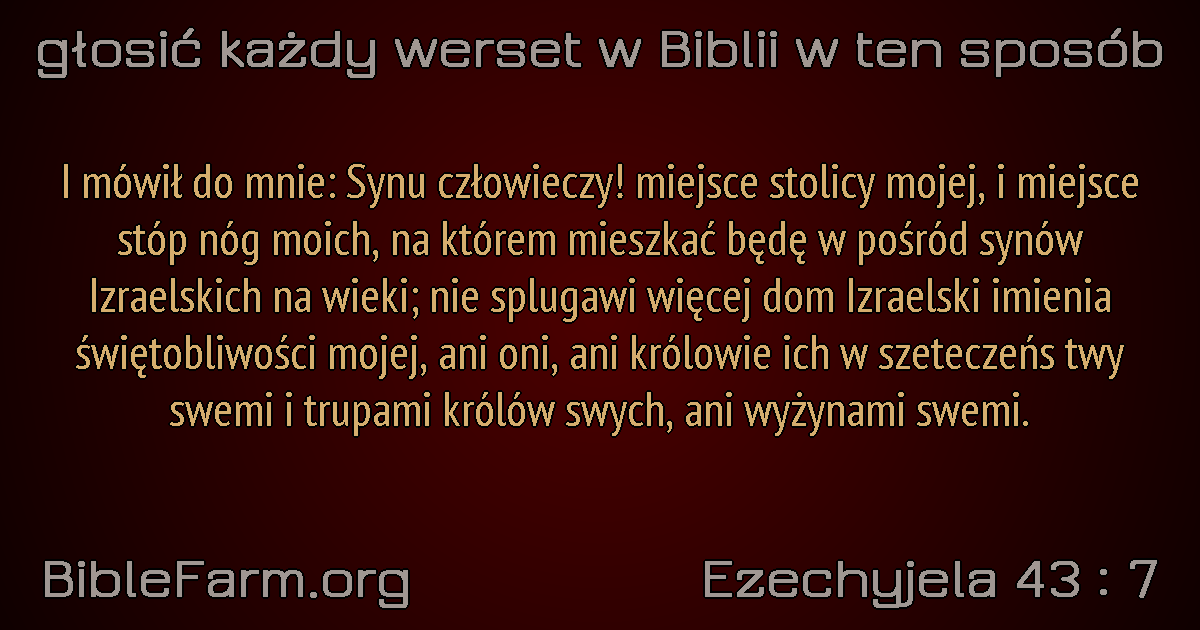 głosić każdy werset w Biblii w ten sposób
I mówił do mnie: Synu człowieczy! miejsce stolicy mojej, i miejsce
stóp nóg moich, na którem mieszkać będę w pośród synów
Izraelskich na wieki; nie splugawi więcej dom Izraelski imienia
świętobliwości mojej, ani oni, ani królowie ich w szeteczeńs twy
swemi i trupami królów swych, ani wyżynami swemi.
BibleFarm.org
Ezechyjela 43 : 7